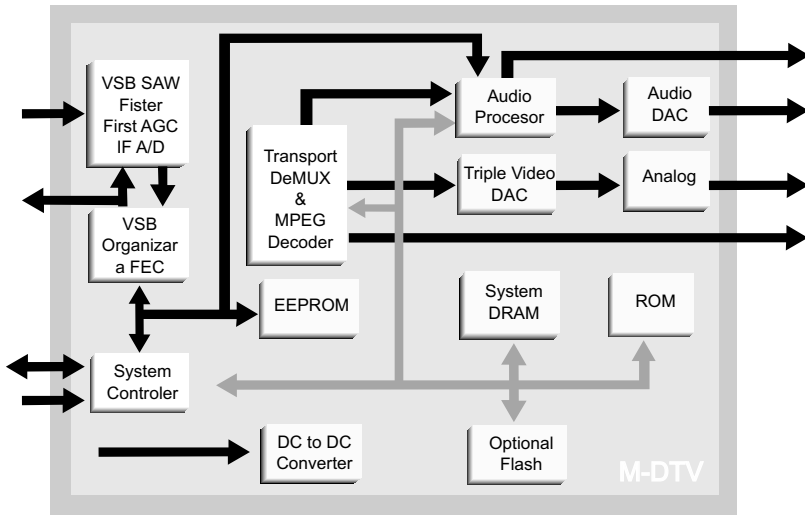 VSB SAW
Fister
First AGC
IF A/D
Audio
Procesor
Audio
DAC
Transport
DeMUX
&
MPEG
Decoder
Triple Video
DAC
Analog
VSB
Organizar
a FEC
EEPROM
System
DRAM
ROM
System
Controler
DC to DC
Converter
Optional
Flash
M-DTV